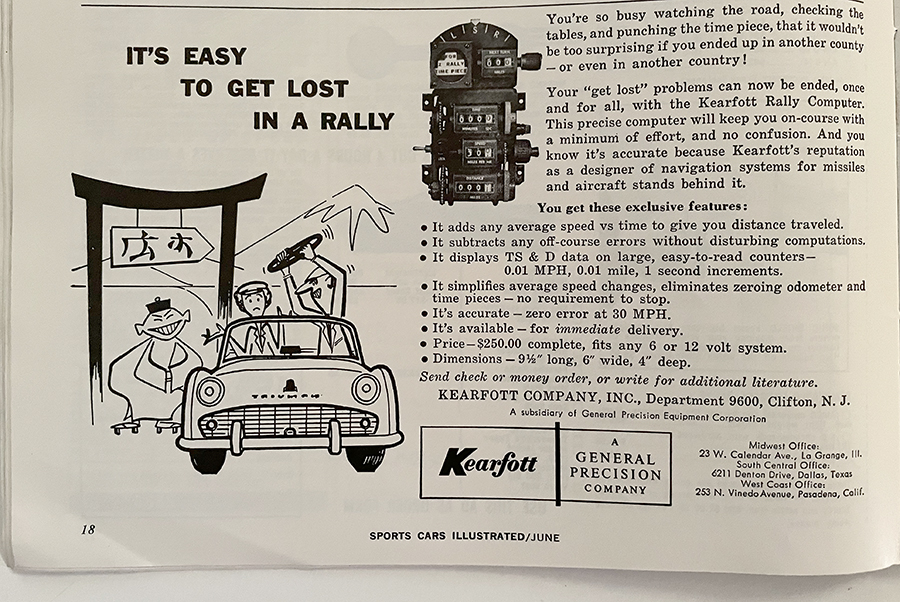 IT'S EASY
TO GET LOST
IN A RALLY
広木
TRIUMPH
You're so busy watching the road, checking the
tables, and punching the time piece, that it wouldn't
be too surprising if you ended up in another county
— or even in another country!
Your "get lost" problems can now be ended, once
and for all, with the Kearfott Rally Computer.
This precise computer will keep you on-course with
a minimum of effort, and no confusion. And you
know it's accurate because Kearfott's reputation
as a designer of navigation systems for missiles
and aircraft stands behind it.
You get these exclusive features:
• It adds any average speed vs time to give you distance traveled.
• It subtracts any off-course errors without disturbing computations.
• It displays TS & D data on large, easy-to-read counters—
0.01 MPH, 0.01 mile, 1 second increments.
• It simplifies average speed changes, eliminates zeroing odometer and
time pieces — no requirement to stop.
• It's accurate — zero error at 30 MPH.
• It's available — for immediate delivery.
• Price—$250.00 complete, fits any 6 or 12 volt system.
• Dimensions — 9½″ long, 6″ wide, 4″ deep.
Send check or money order, or write for additional literature.
KEARFOTT COMPANY, INC., Department 9600, Clifton, N. J.
A subsidiary of General Precision Equipment Corporation
Kearfott
A
GENERAL
PRECISION
COMPANY
Midwest Office:
23 W. Calendar Ave., La Grange, Ill.
South Central Office:
6211 Denton Drive, Dallas, Texas
West Coast Office:
253 N. Vinedo Avenue, Pasadena, Calif.
18
SPORTS CARS ILLUSTRATED/JUNE